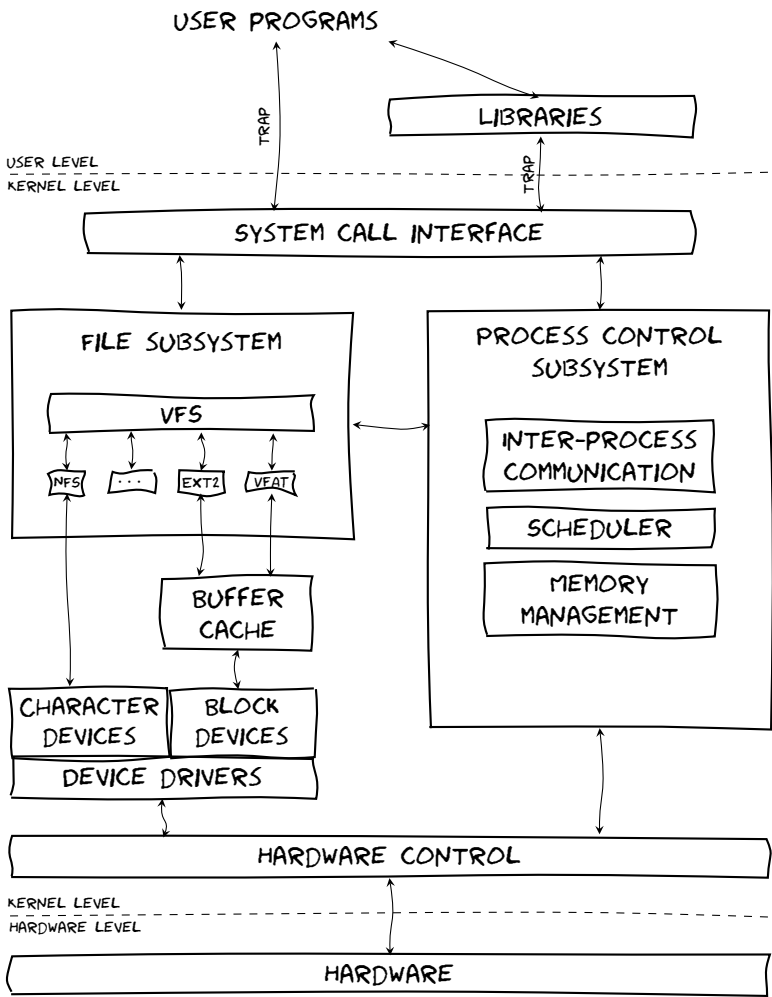 USER PROGRAMS
TRAP
LIBRARIES
TRAP
USER LEVEL
KERNEL LEVEL
SYSTEM CALL INTERFACE
FILE SUBSYSTEM
VFS
NFS
...
EXT2
VFAT
PROCESS CONTROL
SUBSYSTEM
INTER-PROCESS
COMMUNICATION
SCHEDULER
MEMORY
MANAGEMENT
BUFFER
CACHE
CHARACTER
DEVICES
BLOCK
DEVICES
DEVICE DRIVERS
HARDWARE CONTROL
KERNEL LEVEL
HARDWARE LEVEL
HARDWARE